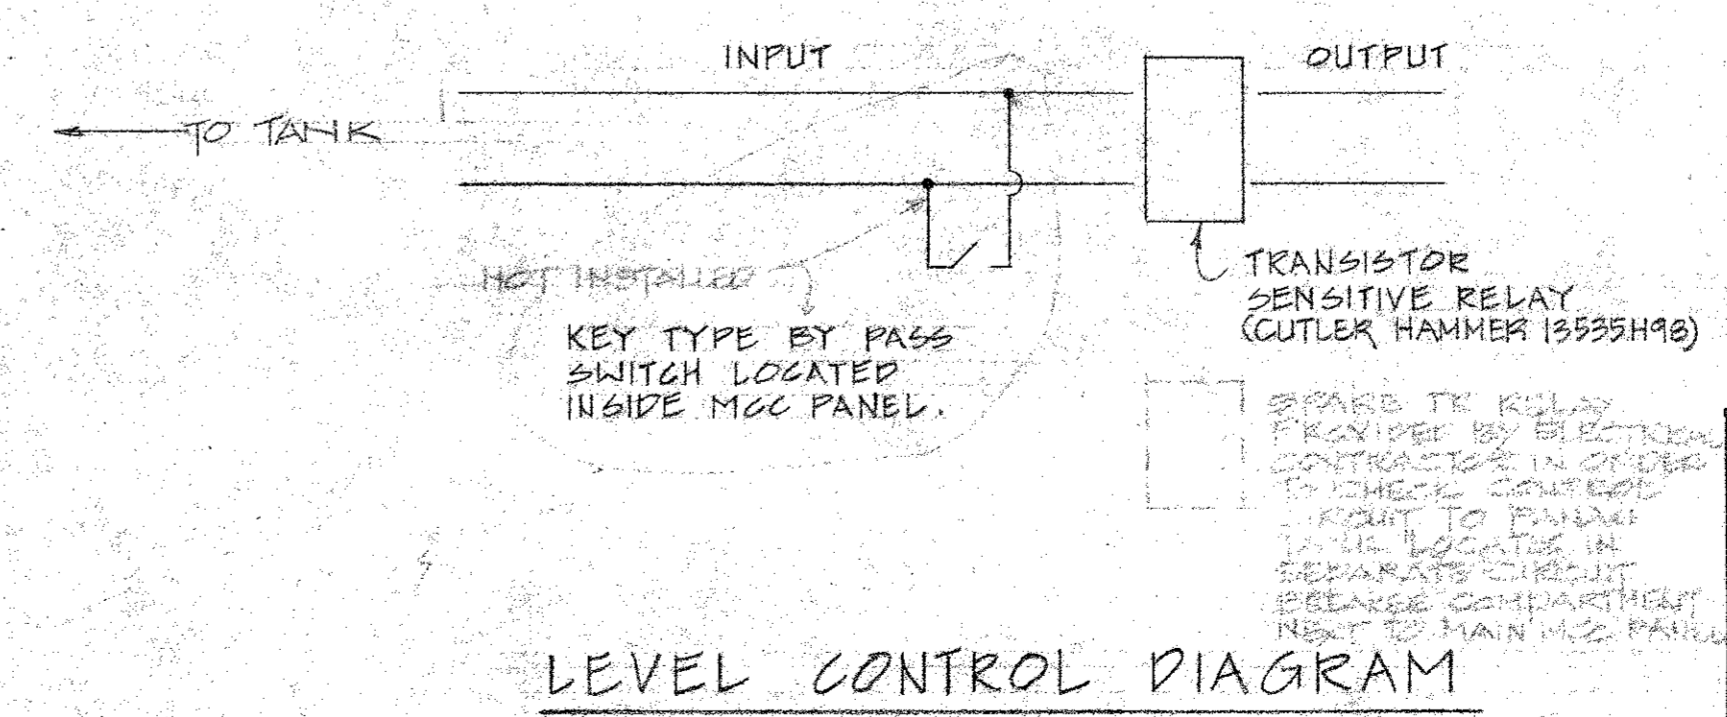 INPUT
OUTPUT
TO TANK
NOT INSTALLED
TRANSISTOR
SENSITIVE RELAY
(CUTLER HAMMER 13535H98)
KEY TYPE BY PASS
SWITCH LOCATED
INSIDE MCC PANEL.
SPARE TR RELAY
PROVIDED BY ELECTRICAL
CONTRACTOR IN ORDER
TO CHECK CONTROL
CIRCUIT TO
LOCATED IN
SEPARATE CIRCUIT
BREAKER COMPARTMENT
NEXT TO MAIN MCC PANEL
LEVEL CONTROL DIAGRAM